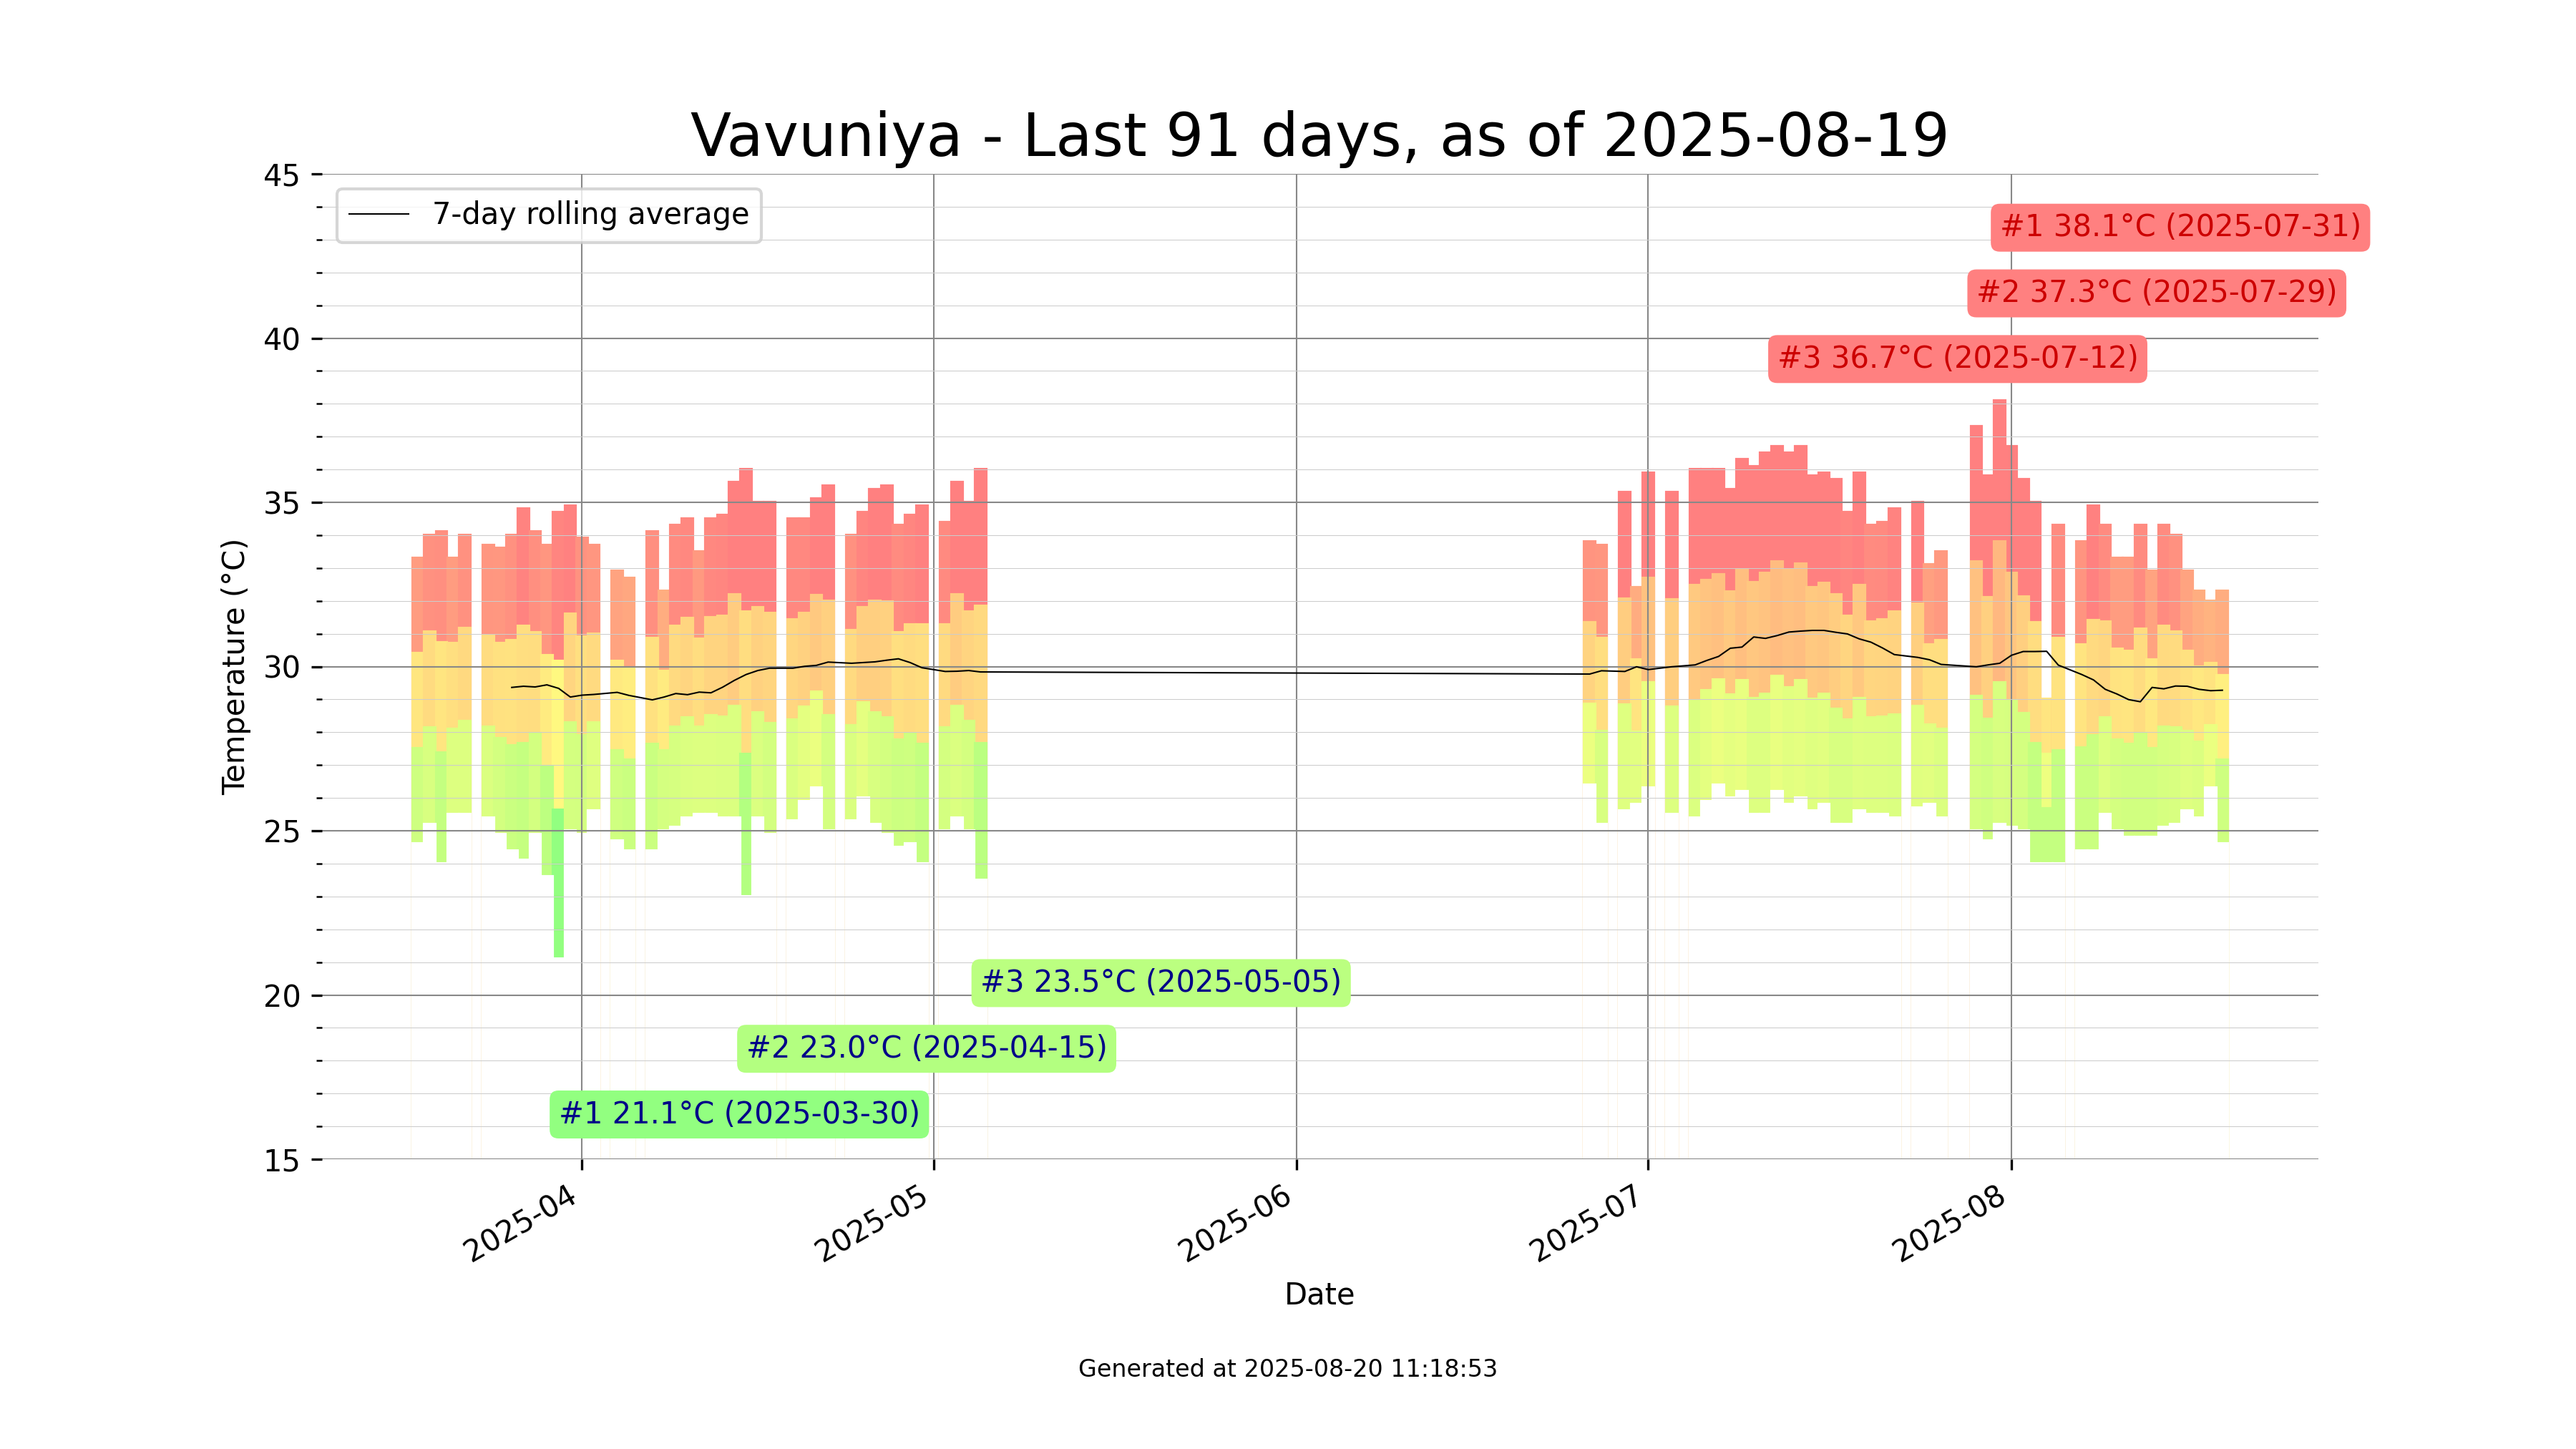 Vavuniya - Last 91 days, as of 2025-08-19
45
7-day rolling average
#1 38.1°C (2025-07-31)
#2 37.3°C (2025-07-29)
40
#3 36.7°C (2025-07-12)
35
Temperature (°C)
30
25
20
#3 23.5°C (2025-05-05)
#2 23.0°C (2025-04-15)
#1 21.1°C (2025-03-30)
15
2025-04
2025-05
2025-06
2025-07
2025-08
Date
Generated at 2025-08-20 11:18:53